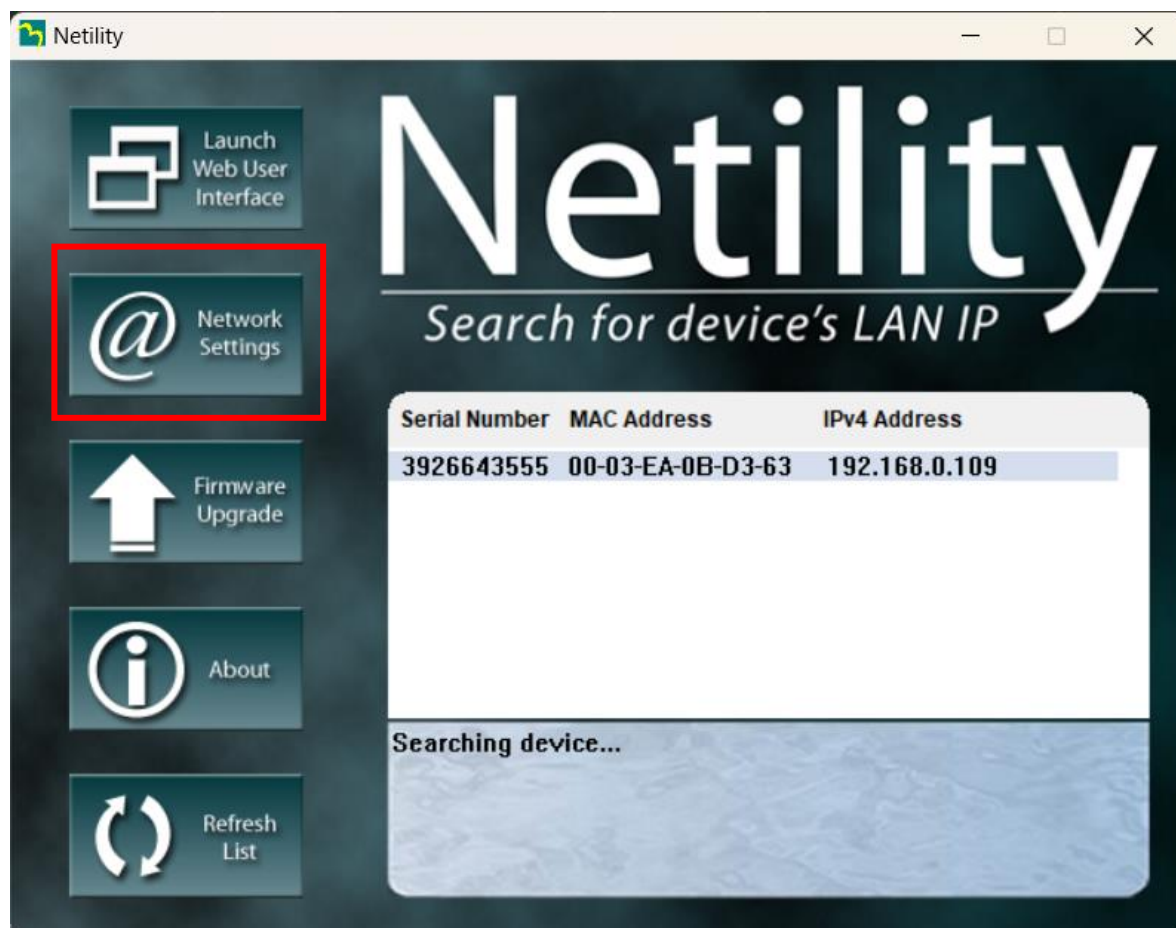 Netility
Launch
Web User
Interface
Network
Settings
Firmware
Upgrade
About
Refresh
List
Netility
Search for device's LAN IP
Serial Number MAC Address IPv4 Address
3926643555 00-03-EA-0B-D3-63 192.168.0.109
Searching device...